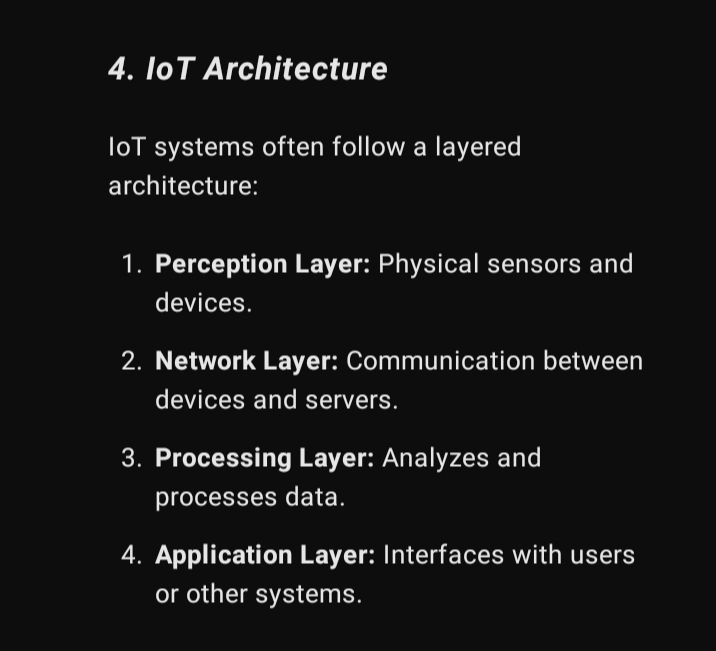 4. IoT Architecture
IoT systems often follow a layered
architecture:
1. Perception Layer: Physical sensors and
devices.
2. Network Layer: Communication between
devices and servers.
3. Processing Layer: Analyzes and
processes data.
4. Application Layer: Interfaces with users
or other systems.